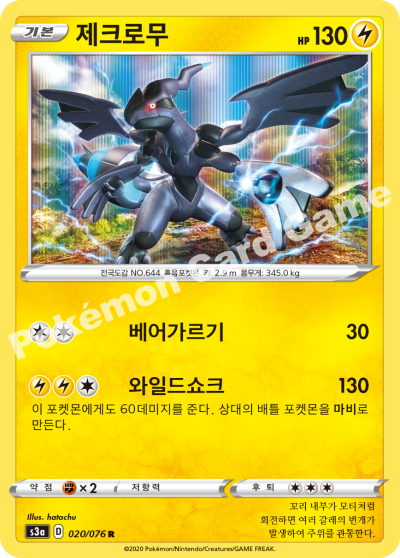 기본 제크로무 HP 130
Pokémon Card Game
전국도감 NO.644 흑음포켓몬 키: 2.9 m 몸무게: 345.0 kg
베어가르기 30
와일드쇼크 130
이 포켓몬에게도 60데미지를 준다. 상대의 배틀 포켓몬을 마비로
만든다.
약점 ×2 저항력 후퇴
Illus. hatachu
s3a D 020/076 R
꼬리 내부가 모터처럼
회전하면 여러 갈래의 번개가
발생하여 주위를 관통한다.
©2020 Pokémon/Nintendo/Creatures/GAME FREAK.